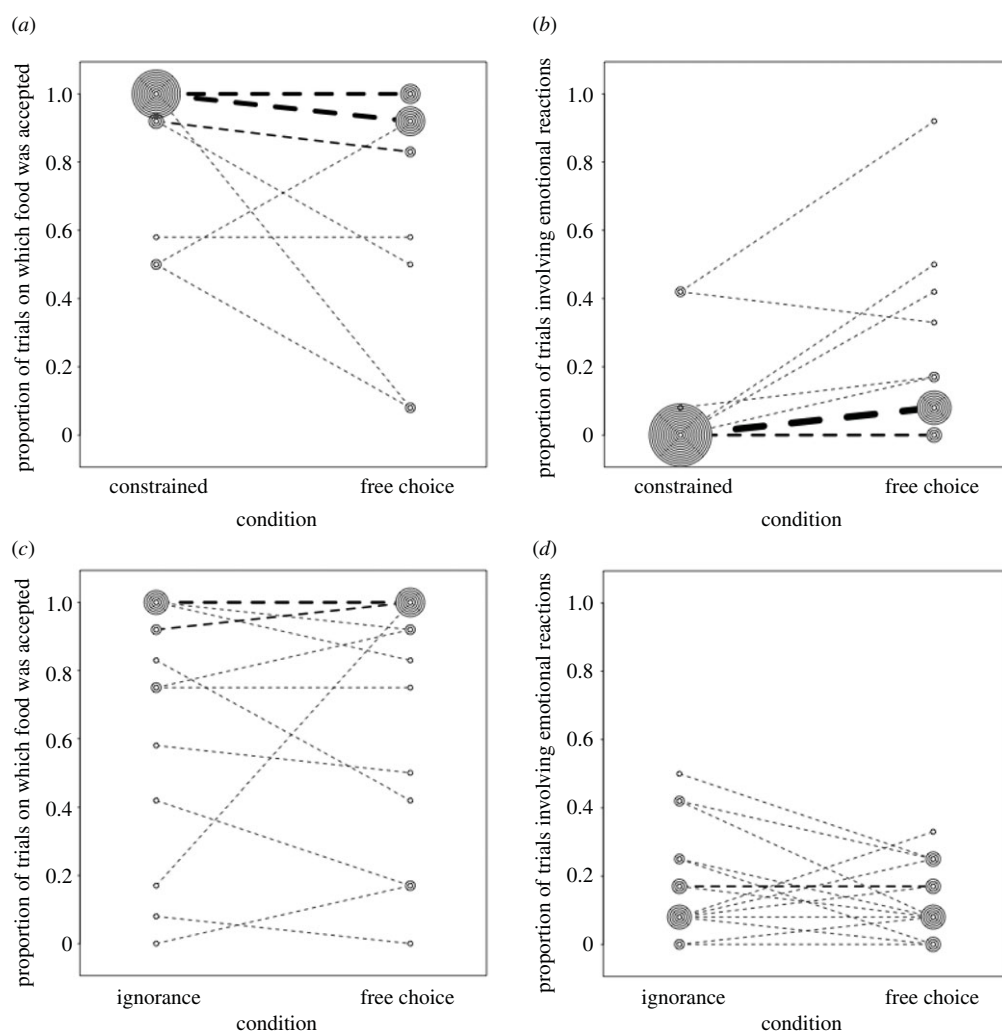 (a)
(b)
proportion of trials on which food was accepted
1.0
0.8
0.6
0.4
0.2
0
constrained
free choice
condition
proportion of trials involving emotional reactions
1.0
0.8
0.6
0.4
0.2
0
constrained
free choice
condition
(c)
(d)
proportion of trials on which food was accepted
1.0
0.8
0.6
0.4
0.2
0
ignorance
free choice
condition
proportion of trials involving emotional reactions
1.0
0.8
0.6
0.4
0.2
0
ignorance
free choice
condition